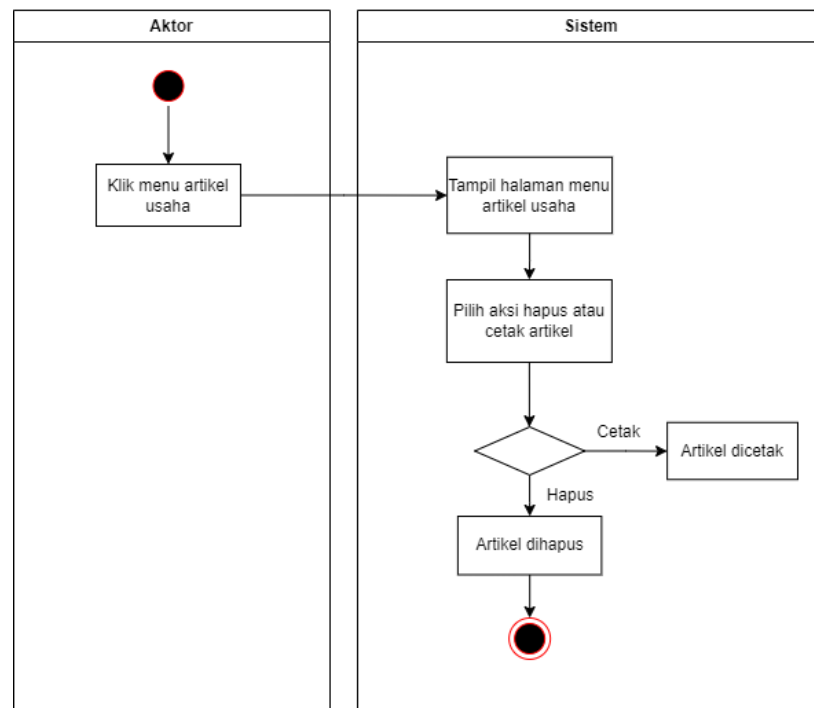 Aktor
Sistem
Klik menu artikel
usaha
Tampil halaman menu
artikel usaha
Pilih aksi hapus atau
cetak artikel
Cetak
Artikel dicetak
Hapus
Artikel dihapus